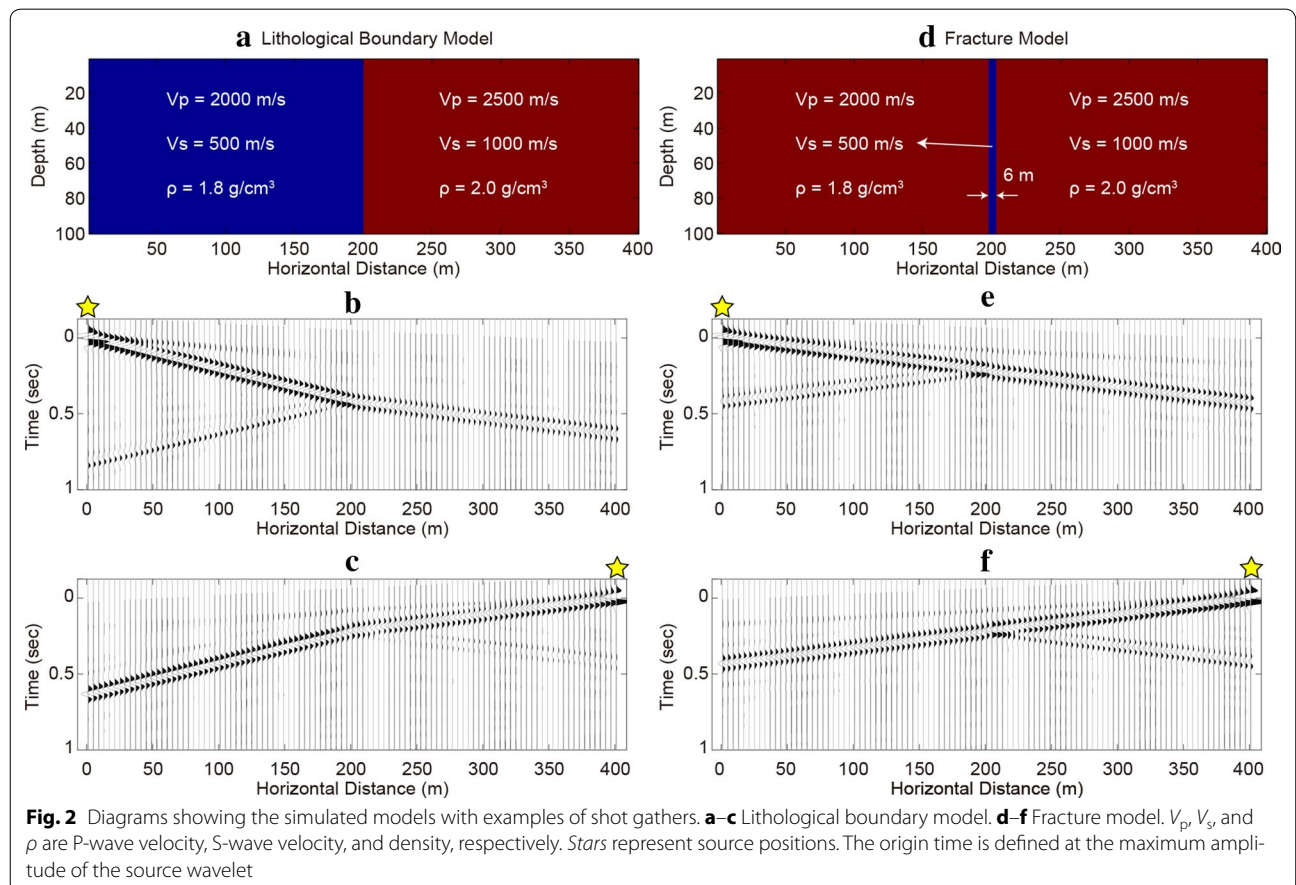 a Lithological Boundary Model
Depth (m)
20
40
60
80
100
Vp = 2000 m/s
Vs = 500 m/s
ρ = 1.8 g/cm³
Vp = 2500 m/s
Vs = 1000 m/s
ρ = 2.0 g/cm³
50 100 150 200 250 300 350 400
Horizontal Distance (m)
d Fracture Model
Depth (m)
20
40
60
80
100
Vp = 2000 m/s
Vs = 500 m/s
ρ = 1.8 g/cm³
6 m
Vp = 2500 m/s
Vs = 1000 m/s
ρ = 2.0 g/cm³
50 100 150 200 250 300 350 400
Horizontal Distance (m)
b
Time (sec)
0
0.5
1
0 50 100 150 200 250 300 350 400
Horizontal Distance (m)
e
Time (sec)
0
0.5
1
0 50 100 150 200 250 300 350 400
Horizontal Distance (m)
c
Time (sec)
0
0.5
1
0 50 100 150 200 250 300 350 400
Horizontal Distance (m)
f
Time (sec)
0
0.5
1
0 50 100 150 200 250 300 350 400
Horizontal Distance (m)
Fig. 2 Diagrams showing the simulated models with examples of shot gathers. a–c Lithological boundary model. d–f Fracture model. Vp, Vs, and
ρ are P-wave velocity, S-wave velocity, and density, respectively. Stars represent source positions. The origin time is defined at the maximum ampli-
tude of the source wavelet